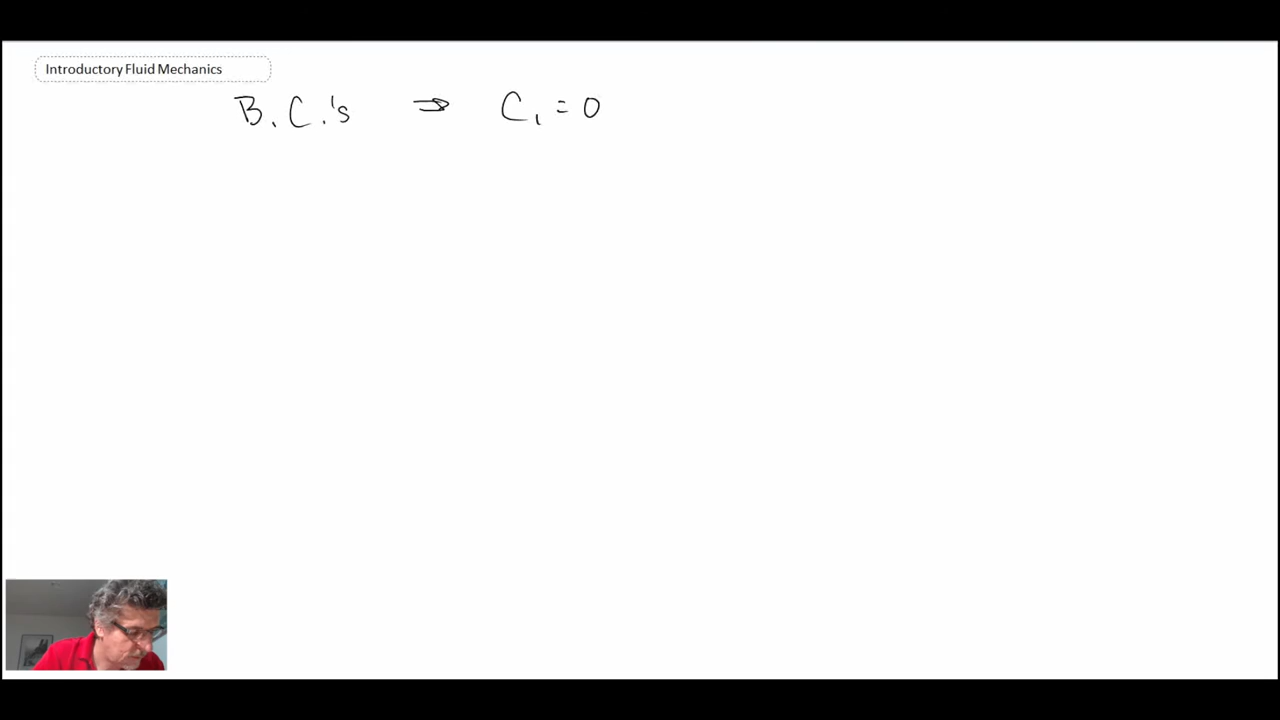 Introductory Fluid Mechanics
B.C.'s ⇒ C₁ = 0